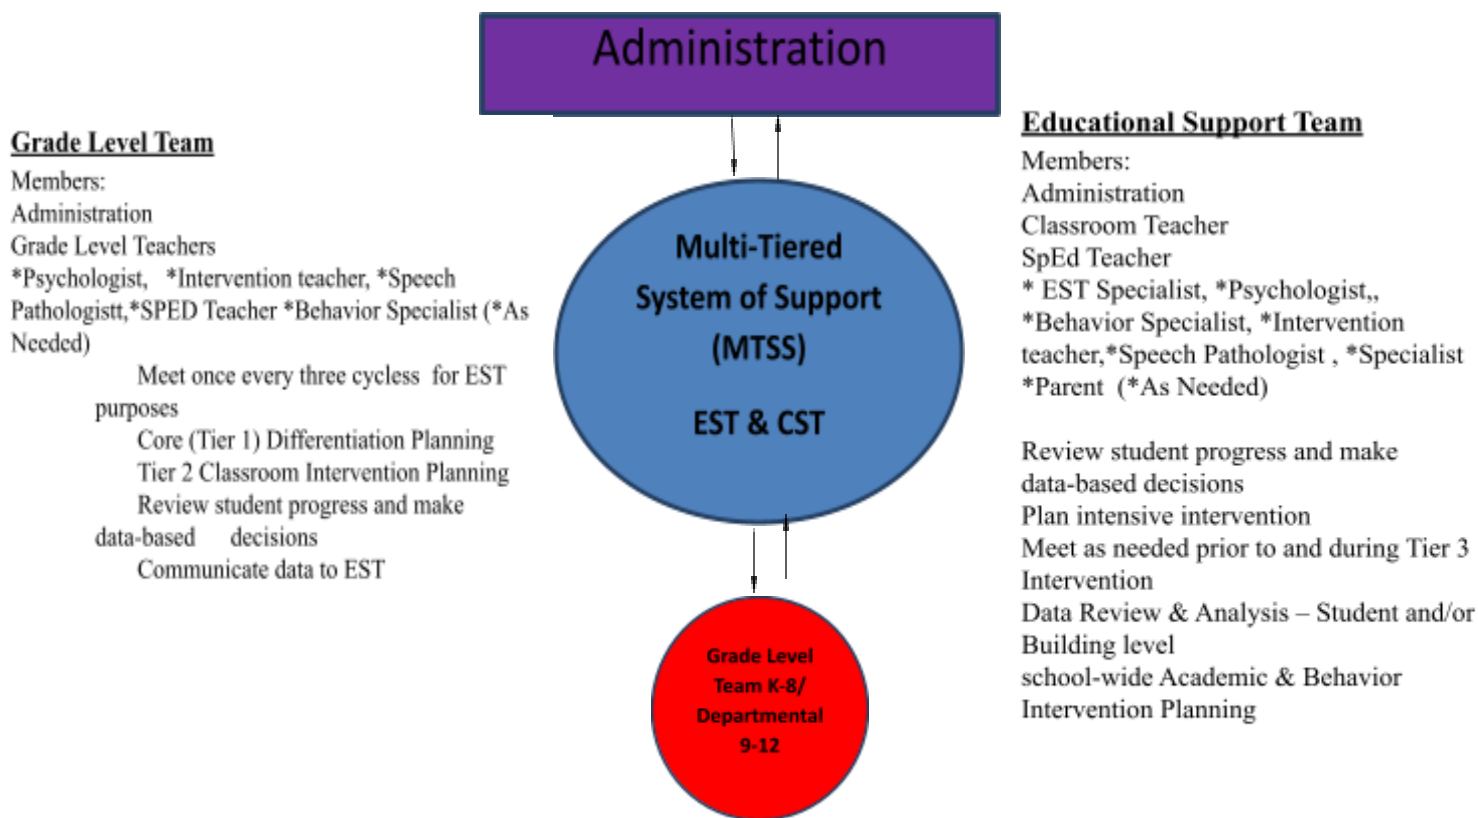 Administration
Grade Level Team
Members:
Administration
Grade Level Teachers
*Psychologist,   *Intervention teacher, *Speech
Pathologistt,*SPED Teacher *Behavior Specialist (*As
Needed)
Meet once every three cycless  for EST
purposes
Core (Tier 1) Differentiation Planning
Tier 2 Classroom Intervention Planning
Review student progress and make
data-based     decisions
Communicate data to EST
Multi-Tiered
System of Support
(MTSS)
EST & CST
Grade Level
Team K-8/
Departmental
9-12
Educational Support Team
Members:
Administration
Classroom Teacher
SpEd Teacher
* EST Specialist, *Psychologist,,
*Behavior Specialist, *Intervention
teacher,*Speech Pathologist , *Specialist
*Parent  (*As Needed)
Review student progress and make
data-based decisions
Plan intensive intervention
Meet as needed prior to and during Tier 3
Intervention
Data Review & Analysis – Student and/or
Building level
school-wide Academic & Behavior
Intervention Planning